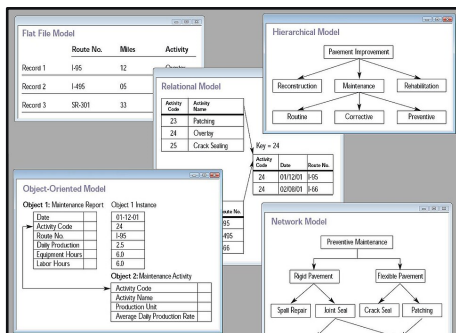 Flat File Model
Route No. Miles Activity
Record 1 I-95 12
Record 2 I-495 05
Record 3 SR-301 33
Hierarchical Model
Pavement Improvement
Reconstruction Maintenance Rehabilitation
Routine Corrective Preventive
Relational Model
Activity Code Activity Name
23 Patching
24 Overlay
25 Crack Sealing
Key = 24
Activity Code Date Route No.
24 01/12/01 I-95
24 02/08/01 I-66
Route No.
95
495
66
Object-Oriented Model
Object 1: Maintenance Report Object 1 Instance
Date 01-12-01
Activity Code 24
Route No. I-95
Daily Production 2.5
Equipment Hours 6.0
Labor Hours 6.0
Object 2: Maintenance Activity
Activity Code
Activity Name
Production Unit
Average Daily Production Rate
Network Model
Preventive Maintenance
Rigid Pavement Flexible Pavement
Spalt Repair Joint Seal Crack Seal Patching